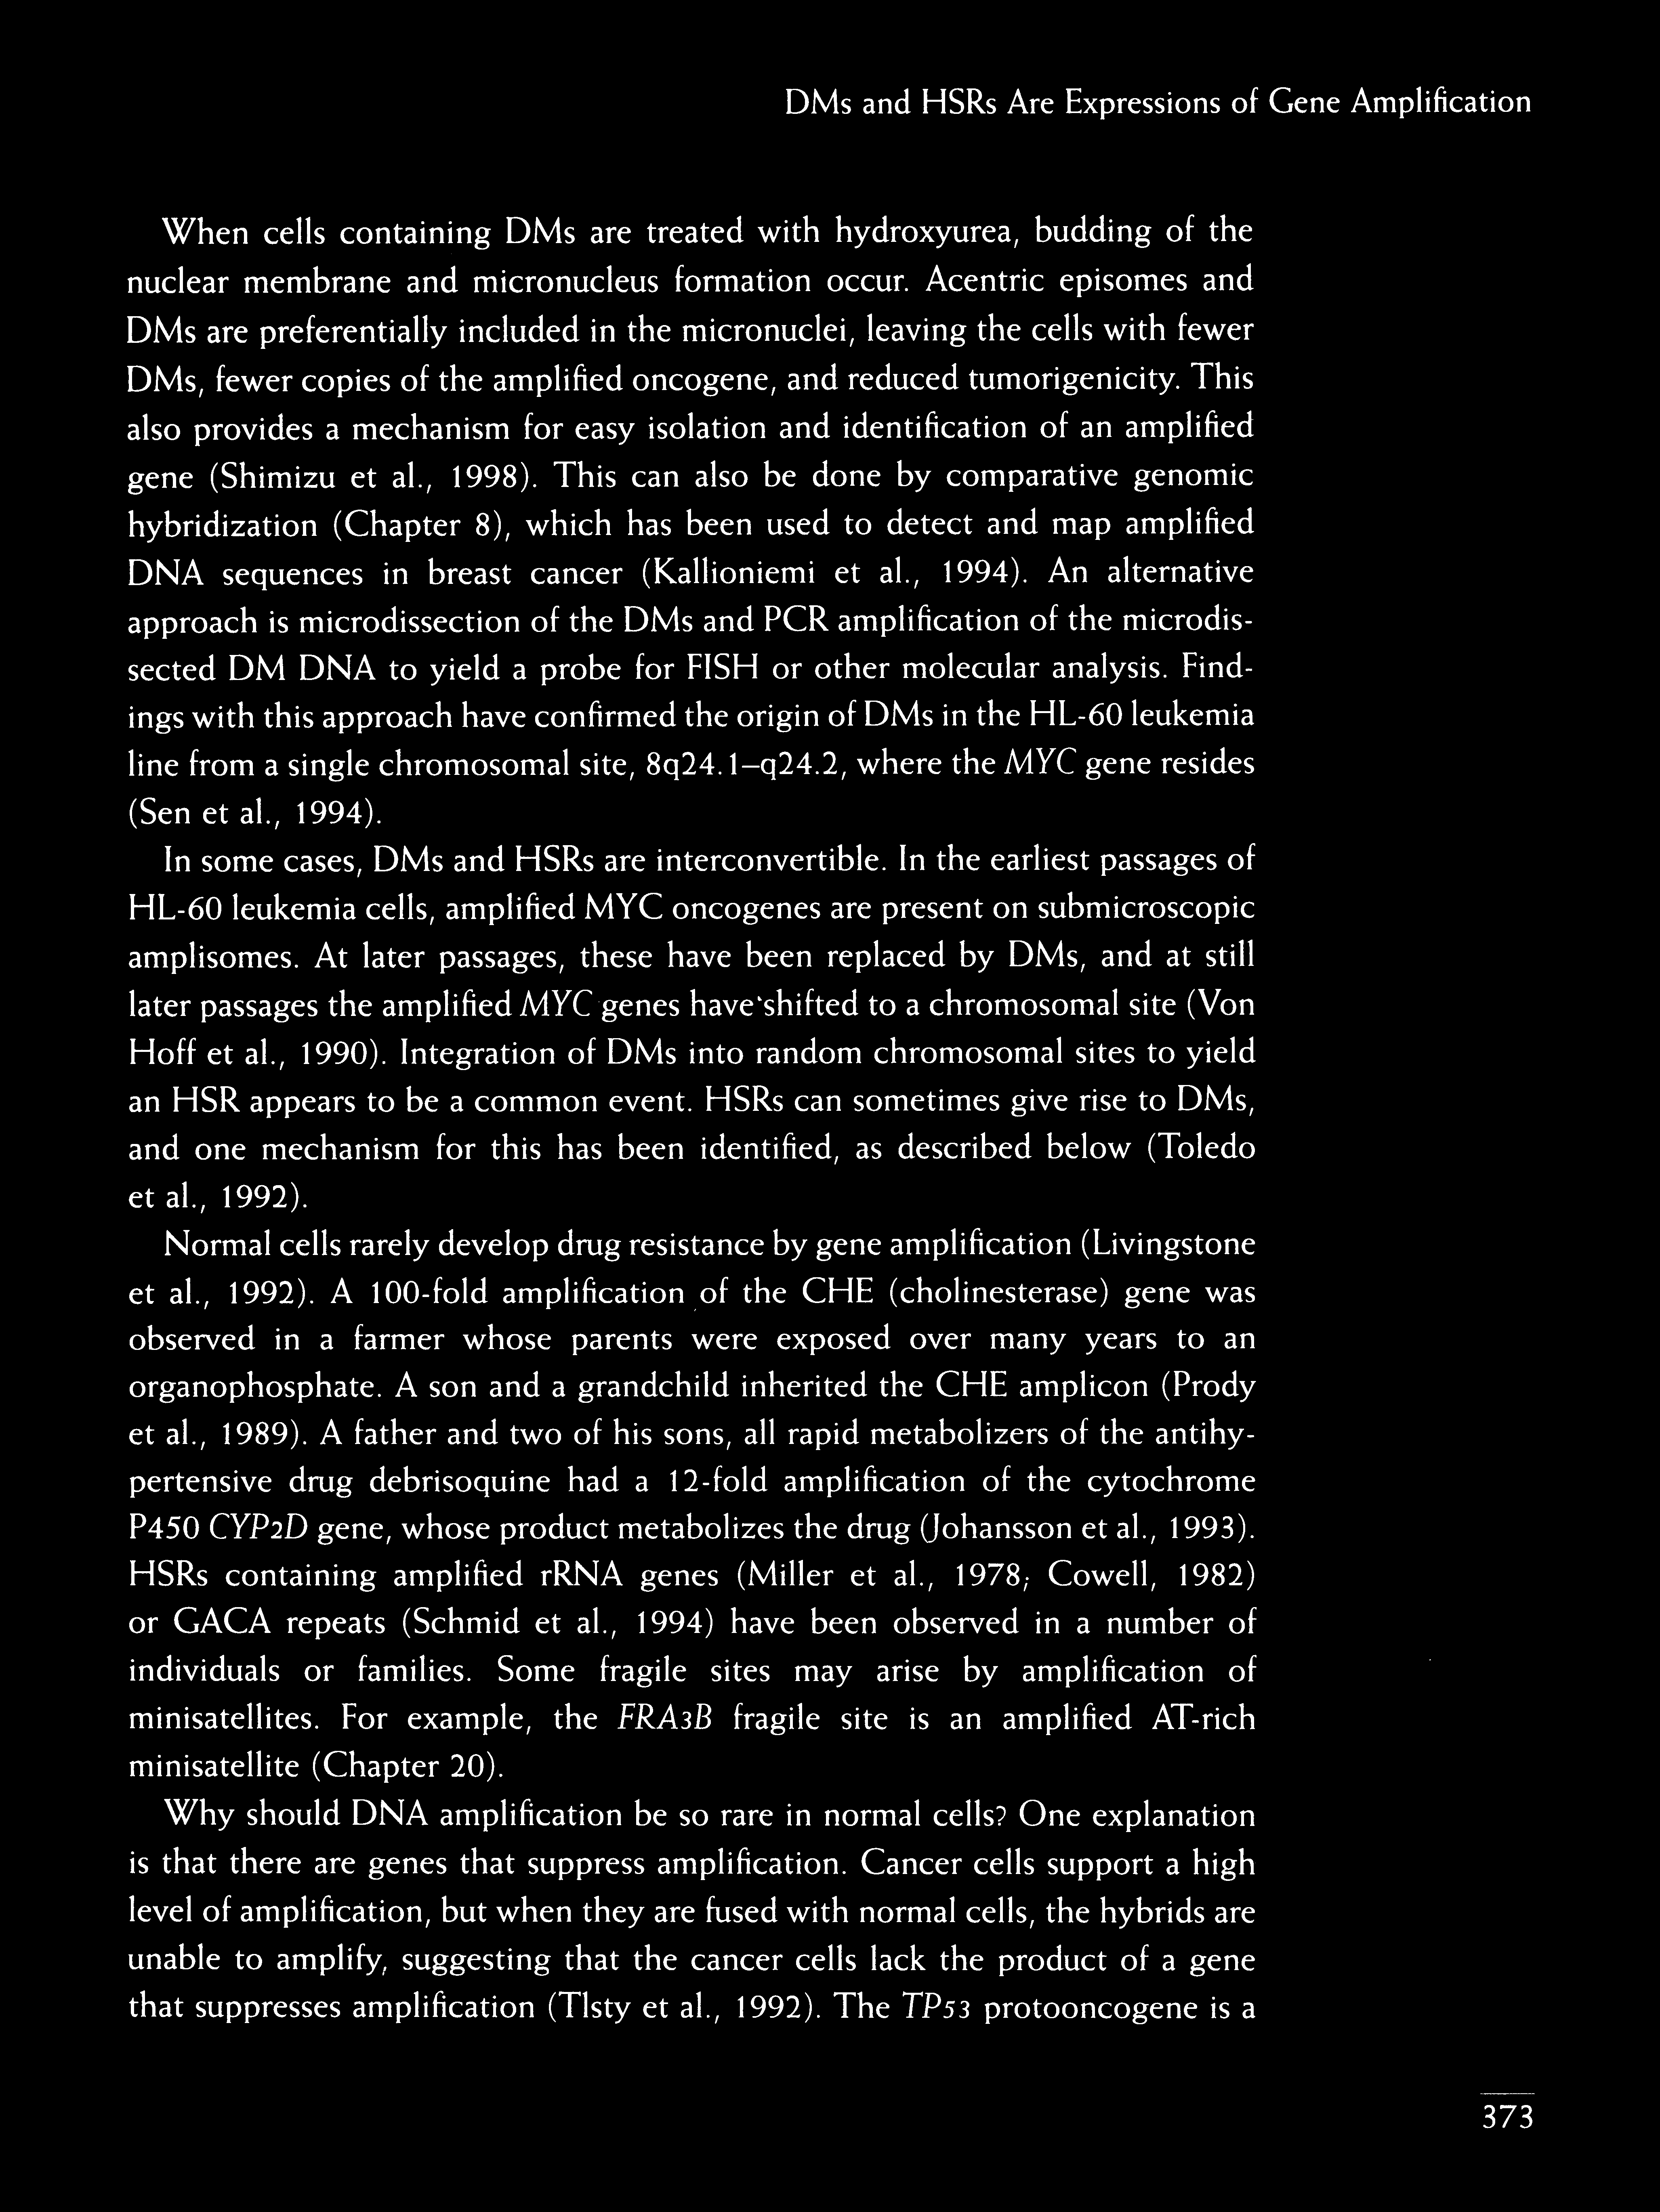 DMs and HSRs Are Expressions of Gene Amplification
When cells containing DMs are treated with hydroxyurea, budding of the
nuclear membrane and micronucleus formation occur. Acentric episomes and
DMs are preferentially included in the micronuclei, leaving the cells with fewer
DMs, fewer copies of the amplified oncogene, and reduced tumorigenicity. This
also provides a mechanism for easy isolation and identification of an amplified
gene (Shimizu et al., 1998). This can also be done by comparative genomic
hybridization (Chapter 8), which has been used to detect and map amplified
DNA sequences in breast cancer (Kallioniemi et al., 1994). An alternative
approach is microdissection of the DMs and PCR amplification of the microdis-
sected DM DNA to yield a probe for FISH or other molecular analysis. Find-
ings with this approach have confirmed the origin of DMs in the HL-60 leukemia
line from a single chromosomal site, 8q24.1–q24.2, where the MYC gene resides
(Sen et al., 1994).
In some cases, DMs and HSRs are interconvertible. In the earliest passages of
HL-60 leukemia cells, amplified MYC oncogenes are present on submicroscopic
amplisomes. At later passages, these have been replaced by DMs, and at still
later passages the amplified MYC genes have shifted to a chromosomal site (Von
Hoff et al., 1990). Integration of DMs into random chromosomal sites to yield
an HSR appears to be a common event. HSRs can sometimes give rise to DMs,
and one mechanism for this has been identified, as described below (Toledo
et al., 1992).
Normal cells rarely develop drug resistance by gene amplification (Livingstone
et al., 1992). A 100-fold amplification of the CHE (cholinesterase) gene was
observed in a farmer whose parents were exposed over many years to an
organophosphate. A son and a grandchild inherited the CHE amplicon (Prody
et al., 1989). A father and two of his sons, all rapid metabolizers of the antihy-
pertensive drug debrisoquine had a 12-fold amplification of the cytochrome
P450 CYP2D gene, whose product metabolizes the drug (Johansson et al., 1993).
HSRs containing amplified rRNA genes (Miller et al., 1978; Cowell, 1982)
or GACA repeats (Schmid et al., 1994) have been observed in a number of
individuals or families. Some fragile sites may arise by amplification of
minisatellites. For example, the FRA3B fragile site is an amplified AT-rich
minisatellite (Chapter 20).
Why should DNA amplification be so rare in normal cells? One explanation
is that there are genes that suppress amplification. Cancer cells support a high
level of amplification, but when they are fused with normal cells, the hybrids are
unable to amplify, suggesting that the cancer cells lack the product of a gene
that suppresses amplification (Tlsty et al., 1992). The TP53 protooncogene is a
373